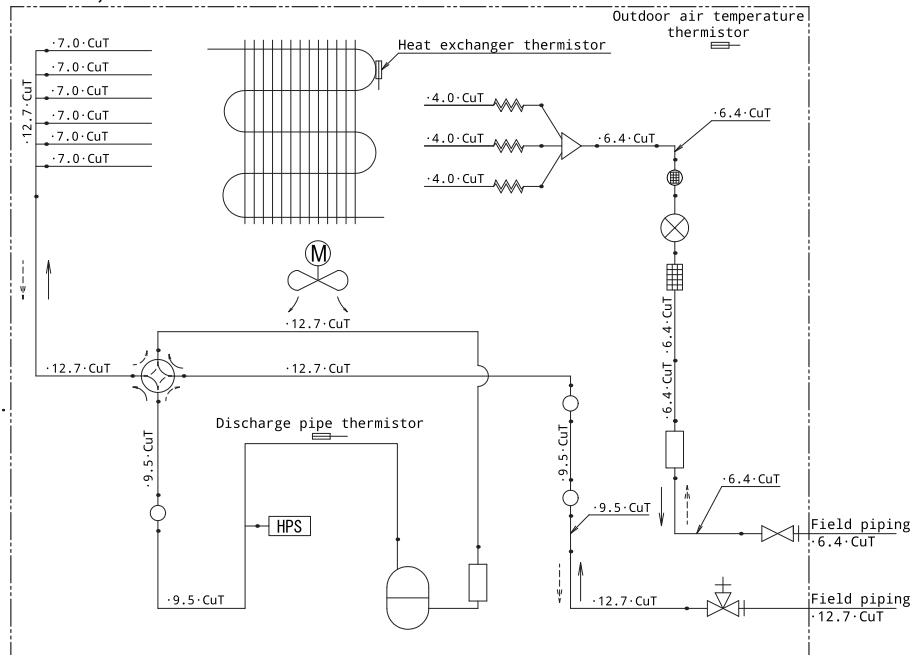 Outdoor air temperature
thermistor
·7.0·CuT
·7.0·CuT
·7.0·CuT
·7.0·CuT
·7.0·CuT
·7.0·CuT
·12.7·CuT
Heat exchanger thermistor
·4.0·CuT
·4.0·CuT
·4.0·CuT
·6.4·CuT
·6.4·CuT
M
·12.7·CuT
·12.7·CuT
·12.7·CuT
·6.4·CuT
·6.4·CuT
Discharge pipe thermistor
·9.5·CuT
·9.5·CuT
·6.4·CuT
·9.5·CuT
HPS
Field piping
·6.4·CuT
·9.5·CuT
·12.7·CuT
Field piping
·12.7·CuT